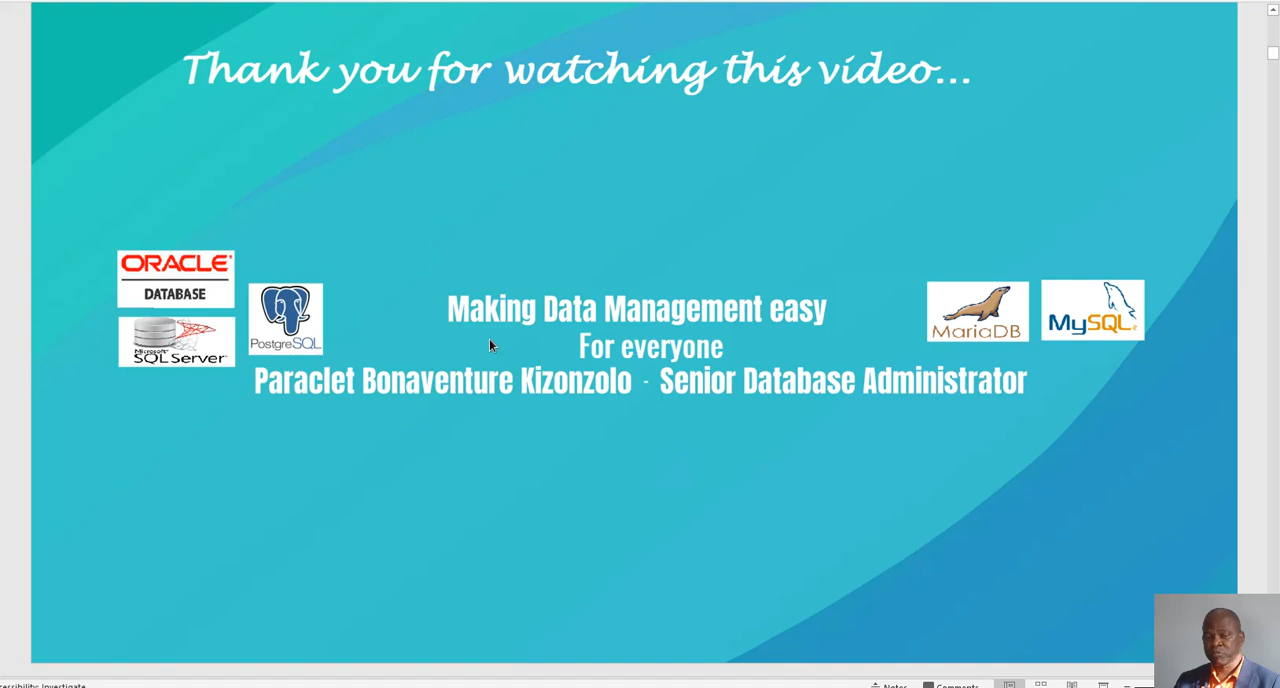 Thank you for watching this video...
ORACLE®
DATABASE
Microsoft
SQL Server
PostgreSQL
Making Data Management easy
For everyone
Paraclet Bonaventure Kizonzolo - Senior Database Administrator
MariaDB
MySQL
Notes
Comments